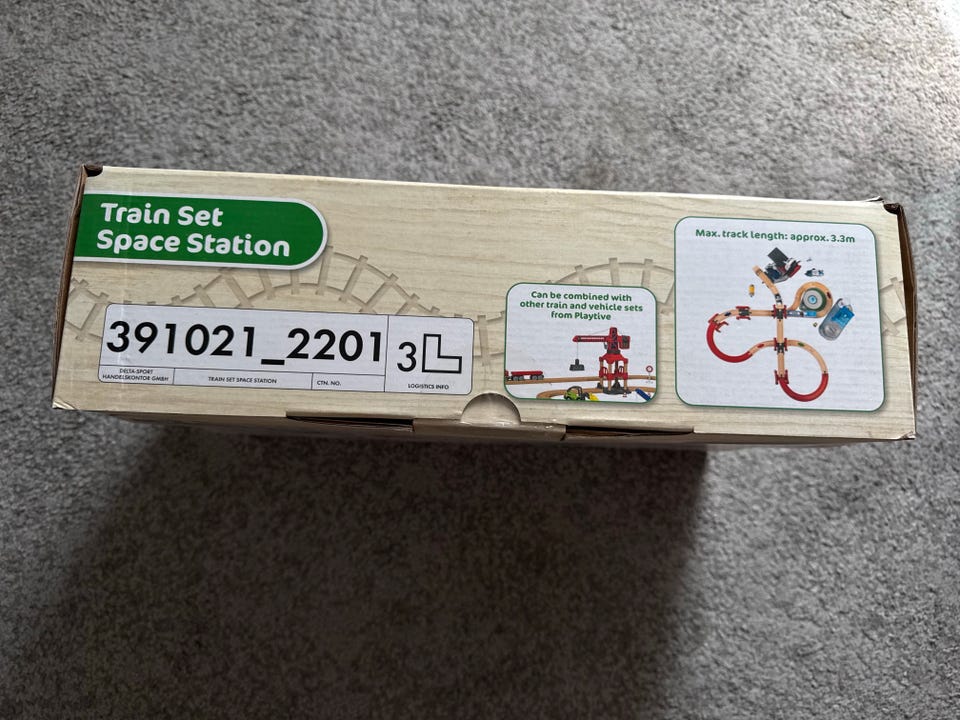 Train Set
Space Station
391021_2201
3L
DELTA-SPORT
HANDELSKONTOR GMBH
TRAIN SET SPACE STATION
CTN. NO.
LOGISTICS INFO
Can be combined with
other train and vehicle sets
from Playtive
Max. track length: approx. 3.3m